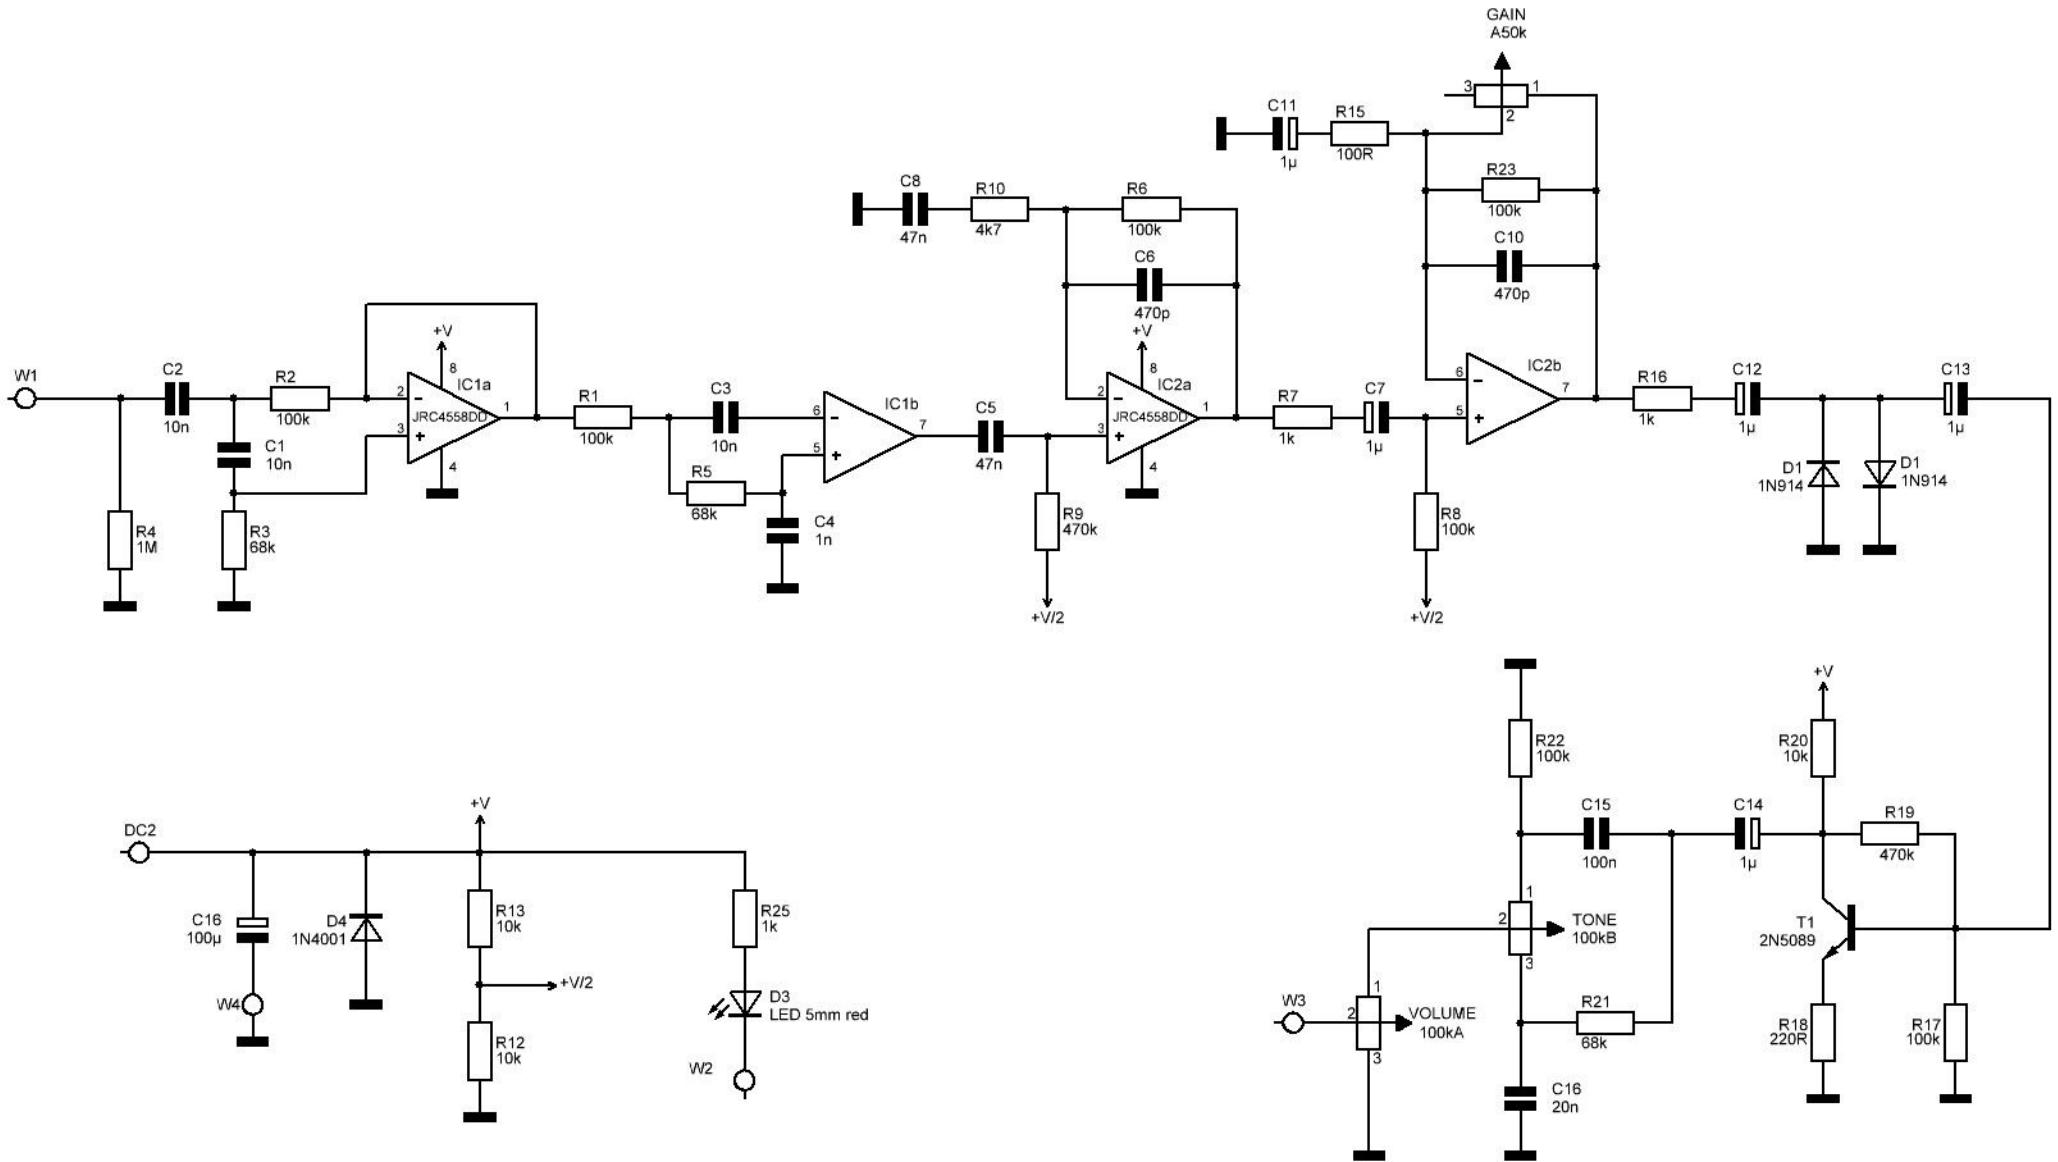 GAIN
A50k
3
1
2
C11
1µ
R15
100R
R23
100k
C10
470p
C8
47n
R10
4k7
R6
100k
C6
470p
W1
C2
10n
R2
100k
C1
10n
R4
1M
R3
68k
+V
8
IC1a
JRC4558DD
2
-
3
+
1
4
R1
100k
C3
10n
R5
68k
C4
1n
6
-
5
+
IC1b
7
C5
47n
R9
470k
+V/2
+V
8
IC2a
JRC4558DD
2
-
3
+
1
4
R7
1k
C7
1µ
R8
100k
+V/2
6
-
5
+
IC2b
7
R16
1k
C12
1µ
C13
1µ
D1
1N914
D1
1N914
DC2
C16
100µ
W4
D4
1N4001
+V
R13
10k
+V/2
R12
10k
R25
1k
D3
LED 5mm red
W2
R22
100k
C15
100n
C14
1µ
+V
R20
10k
R19
470k
1
2
TONE
100kB
3
T1
2N5089
W3
1
2
VOLUME
100kA
3
R21
68k
C16
20n
R18
220R
R17
100k